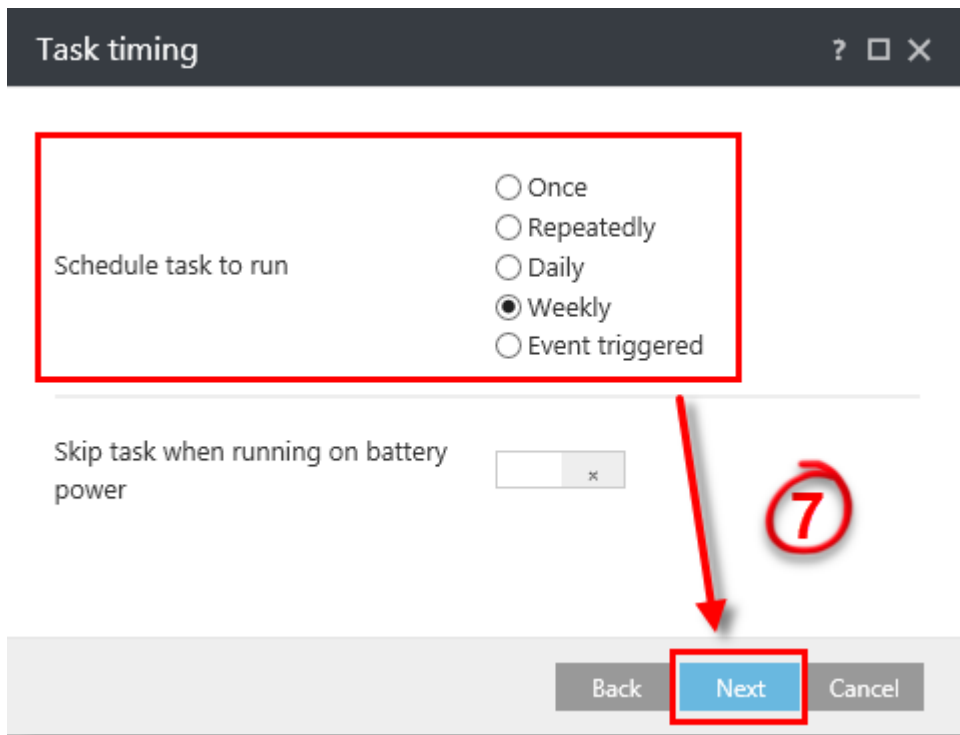 Task timing
?
Once
Repeatedly
Schedule task to run
Daily
Weekly
Event triggered
Skip task when running on battery
power
7
Back Next Cancel